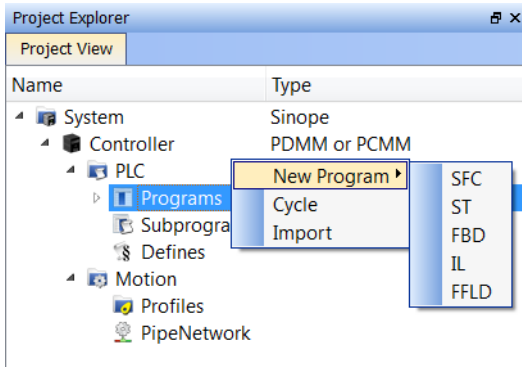 Project Explorer
Project View
Name Type
System Sinope
Controller PDMM or PCMM
PLC
Programs New Program SFC
Subprogra Cycle ST
Defines Import FBD
Motion IL
Profiles FFLD
PipeNetwork